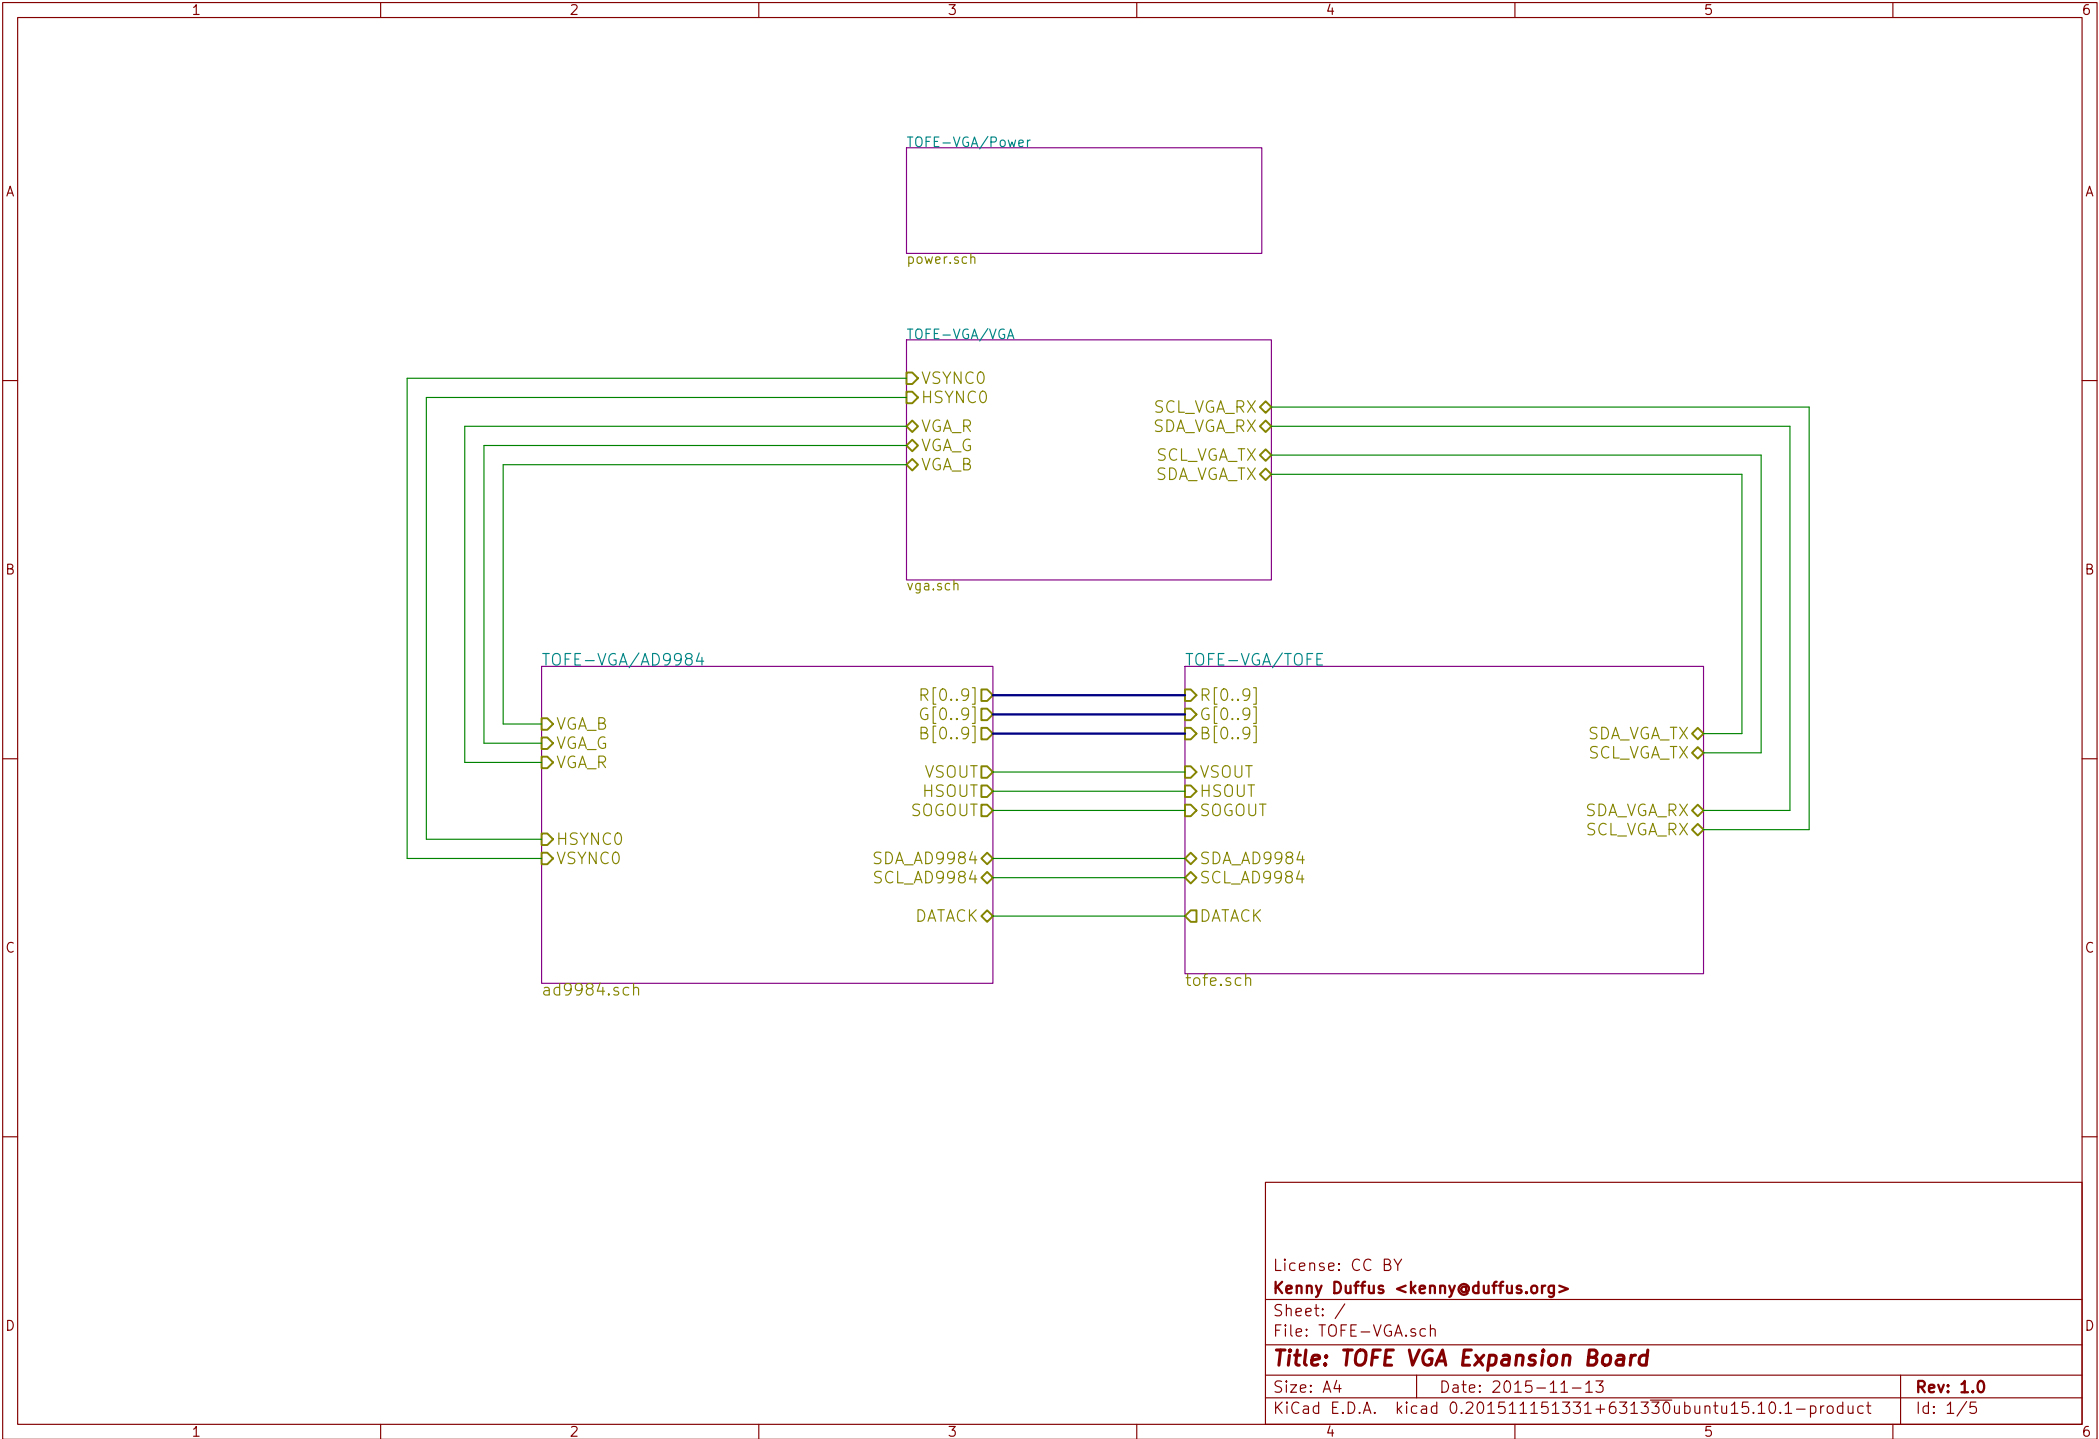 1 2 3 4 5 6
A A
B B
C C
D D
TOFE-VGA/Power
power.sch
TOFE-VGA/VGA
VSYNC0
HSYNC0
VGA_R
VGA_G
VGA_B
SCL_VGA_RX
SDA_VGA_RX
SCL_VGA_TX
SDA_VGA_TX
vga.sch
TOFE-VGA/AD9984
VGA_B
VGA_G
VGA_R
HSYNC0
VSYNC0
R[0..9]
G[0..9]
B[0..9]
VSOUT
HSOUT
SOGOUT
SDA_AD9984
SCL_AD9984
DATACK
ad9984.sch
TOFE-VGA/TOFE
R[0..9]
G[0..9]
B[0..9]
VSOUT
HSOUT
SOGOUT
SDA_AD9984
SCL_AD9984
DATACK
SDA_VGA_TX
SCL_VGA_TX
SDA_VGA_RX
SCL_VGA_RX
tofe.sch
License: CC BY
Kenny Duffus <kenny@duffus.org>
Sheet: /
File: TOFE-VGA.sch
Title: TOFE VGA Expansion Board
Size: A4 Date: 2015-11-13 Rev: 1.0
KiCad E.D.A. kicad 0.201511151331+631330ubuntu15.10.1-product Id: 1/5
1 2 3 4 5 6